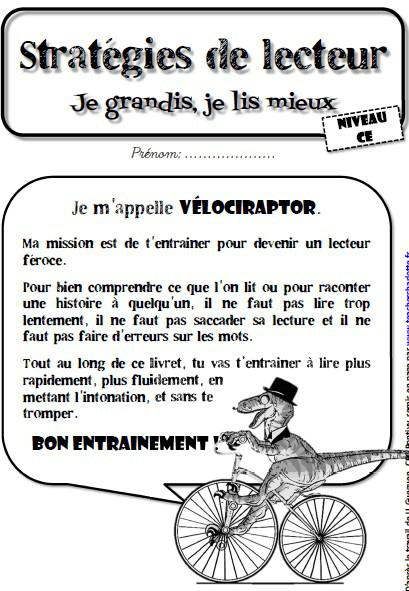 Stratégies de lecteur
Je grandis, je lis mieux
NIVEAU
CE
Prénom: ....................
Je m'appelle VÉLOCIRAPTOR.
Ma mission est de t'entrainer pour devenir un lecteur
féroce.
Pour bien comprendre ce que l'on lit ou pour raconter
une histoire à quelqu'un, il ne faut pas lire trop
lentement, il ne faut pas saccader sa lecture et il ne
faut pas faire d'erreurs sur les mots.
Tout au long de ce livret, tu vas t'entrainer à lire plus
rapidement, plus fluidement, en
mettant l'intonation, et sans te
tromper.
BON ENTRAINEMENT !
D'après le travail de